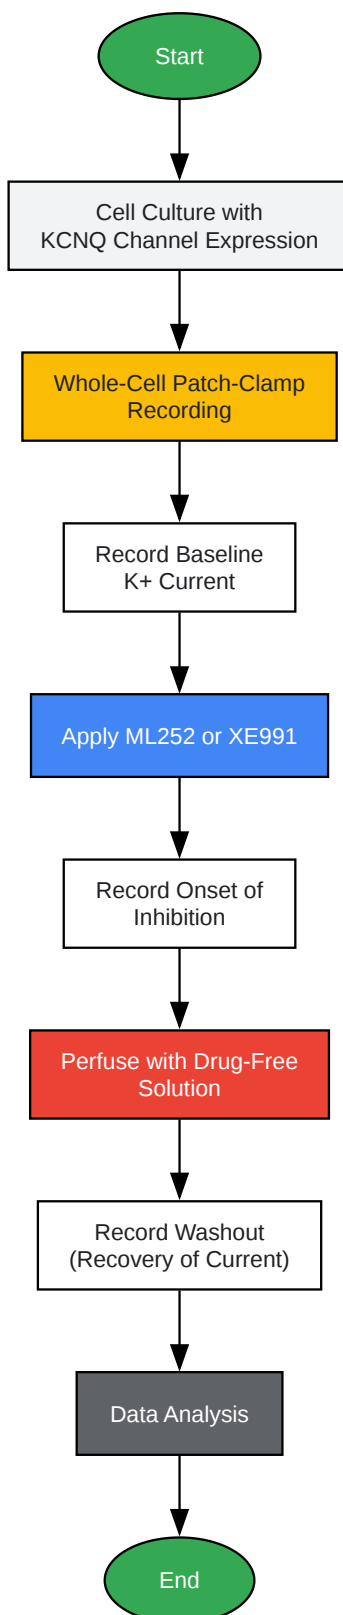 Start
Cell Culture with
KCNQ Channel Expression
Whole-Cell Patch-Clamp
Recording
Record Baseline
K+ Current
Apply ML252 or XE991
Record Onset of
Inhibition
Perfuse with Drug-Free
Solution
Record Washout
(Recovery of Current)
Data Analysis
End